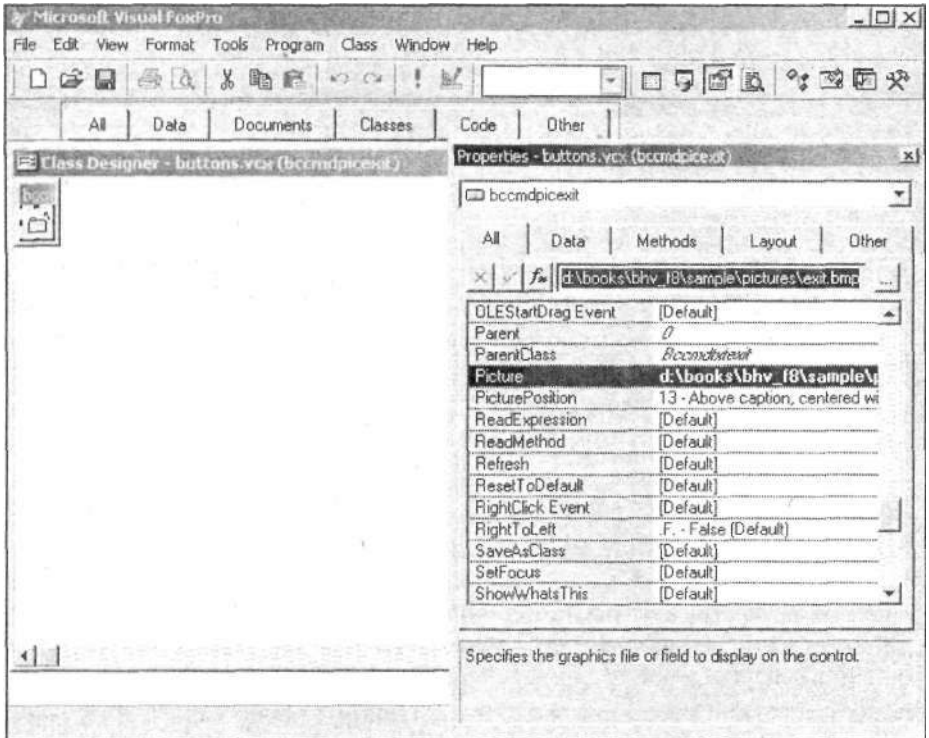 Microsoft Visual FoxPro
File Edit View Format Tools Program Class Window Help
All Data Documents Classes Code Other
Class Designer - buttons.vcx (bccmdpicexit)
Properties - buttons.vcx (bccmdpicexit)
bccmdpicexit
All Data Methods Layout Other
d:\books\bhv_f8\sample\pictures\exit.bmp ...
OLEStartDrag Event [Default]
Parent 0
ParentClass Bccmdtxtexit
Picture d:\books\bhv_f8\sample\p
PicturePosition 13 - Above caption, centered wi
ReadExpression [Default]
ReadMethod [Default]
Refresh [Default]
ResetToDefault [Default]
RightClick Event [Default]
RightToLeft .F. - False (Default)
SaveAsClass [Default]
SetFocus [Default]
ShowWhatsThis [Default]
Specifies the graphics file or field to display on the control.